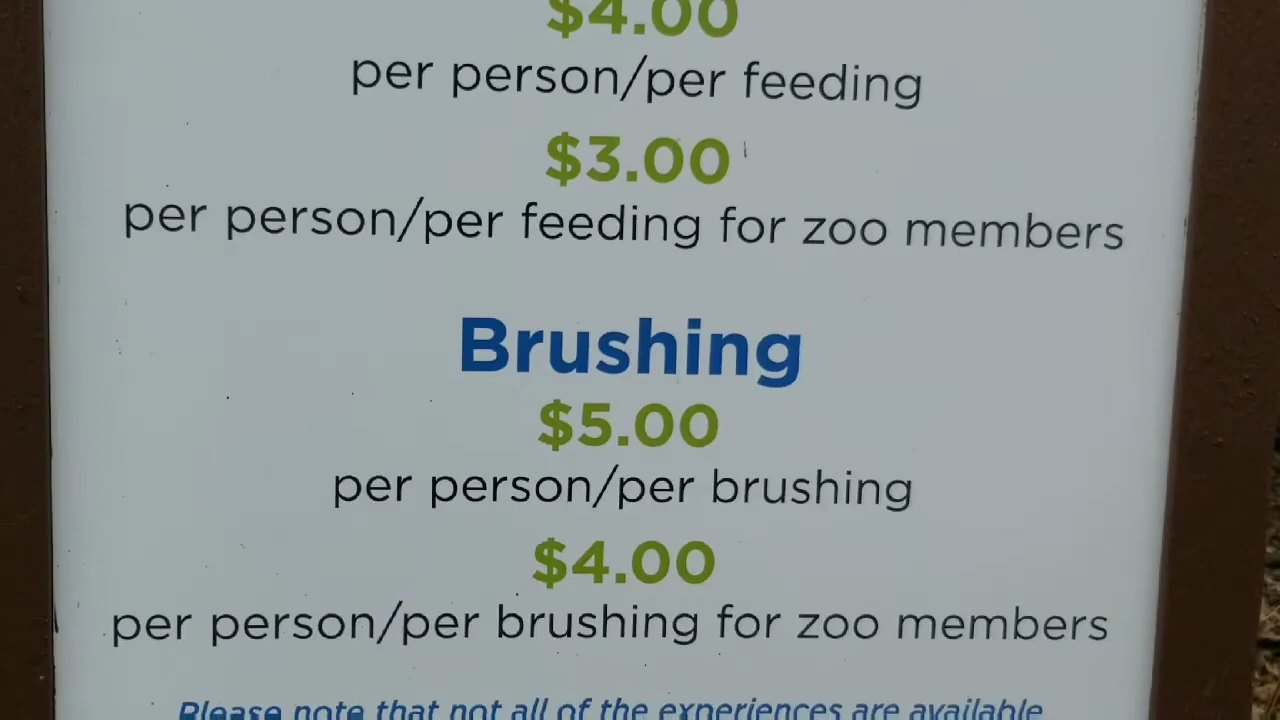 $4.00
per person/per feeding
$3.00
per person/per feeding for zoo members
Brushing
$5.00
per person/per brushing
$4.00
per person/per brushing for zoo members
Please note that not all of the experiences are available